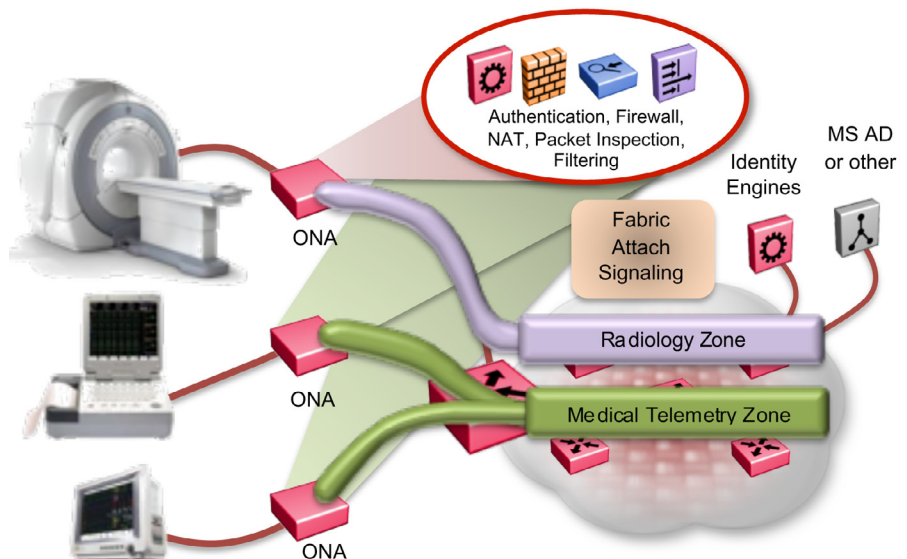 Authentication, Firewall,
NAT, Packet Inspection,
Filtering
MS AD
or other
Identity
Engines
Fabric
Attach
Signaling
ONA
Radiology Zone
ONA
Medical Telemetry Zone
ONA